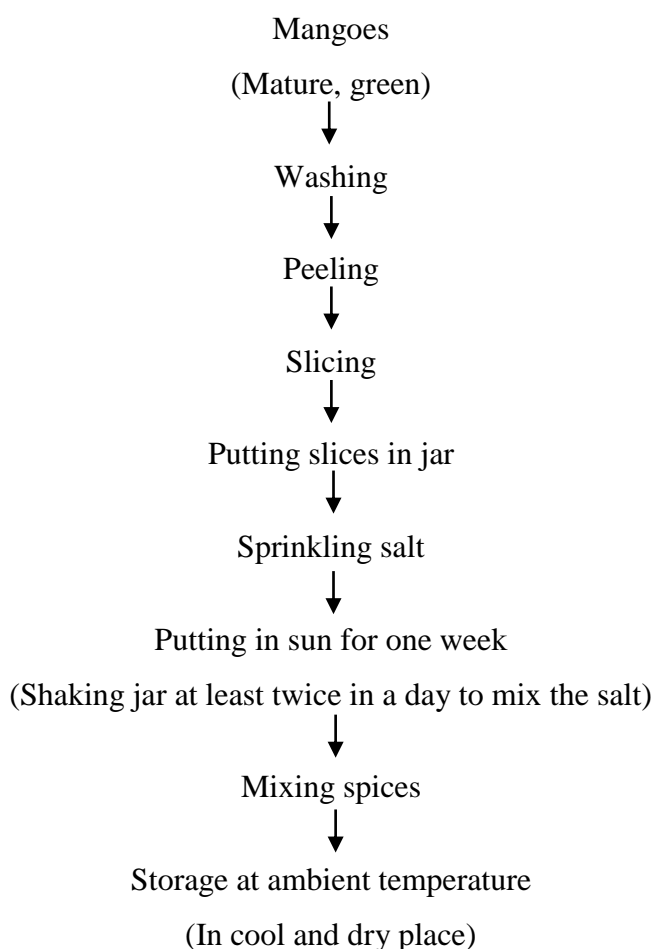 Mangoes
(Mature, green)
Washing
Peeling
Slicing
Putting slices in jar
Sprinkling salt
Putting in sun for one week
(Shaking jar at least twice in a day to mix the salt)
Mixing spices
Storage at ambient temperature
(In cool and dry place)